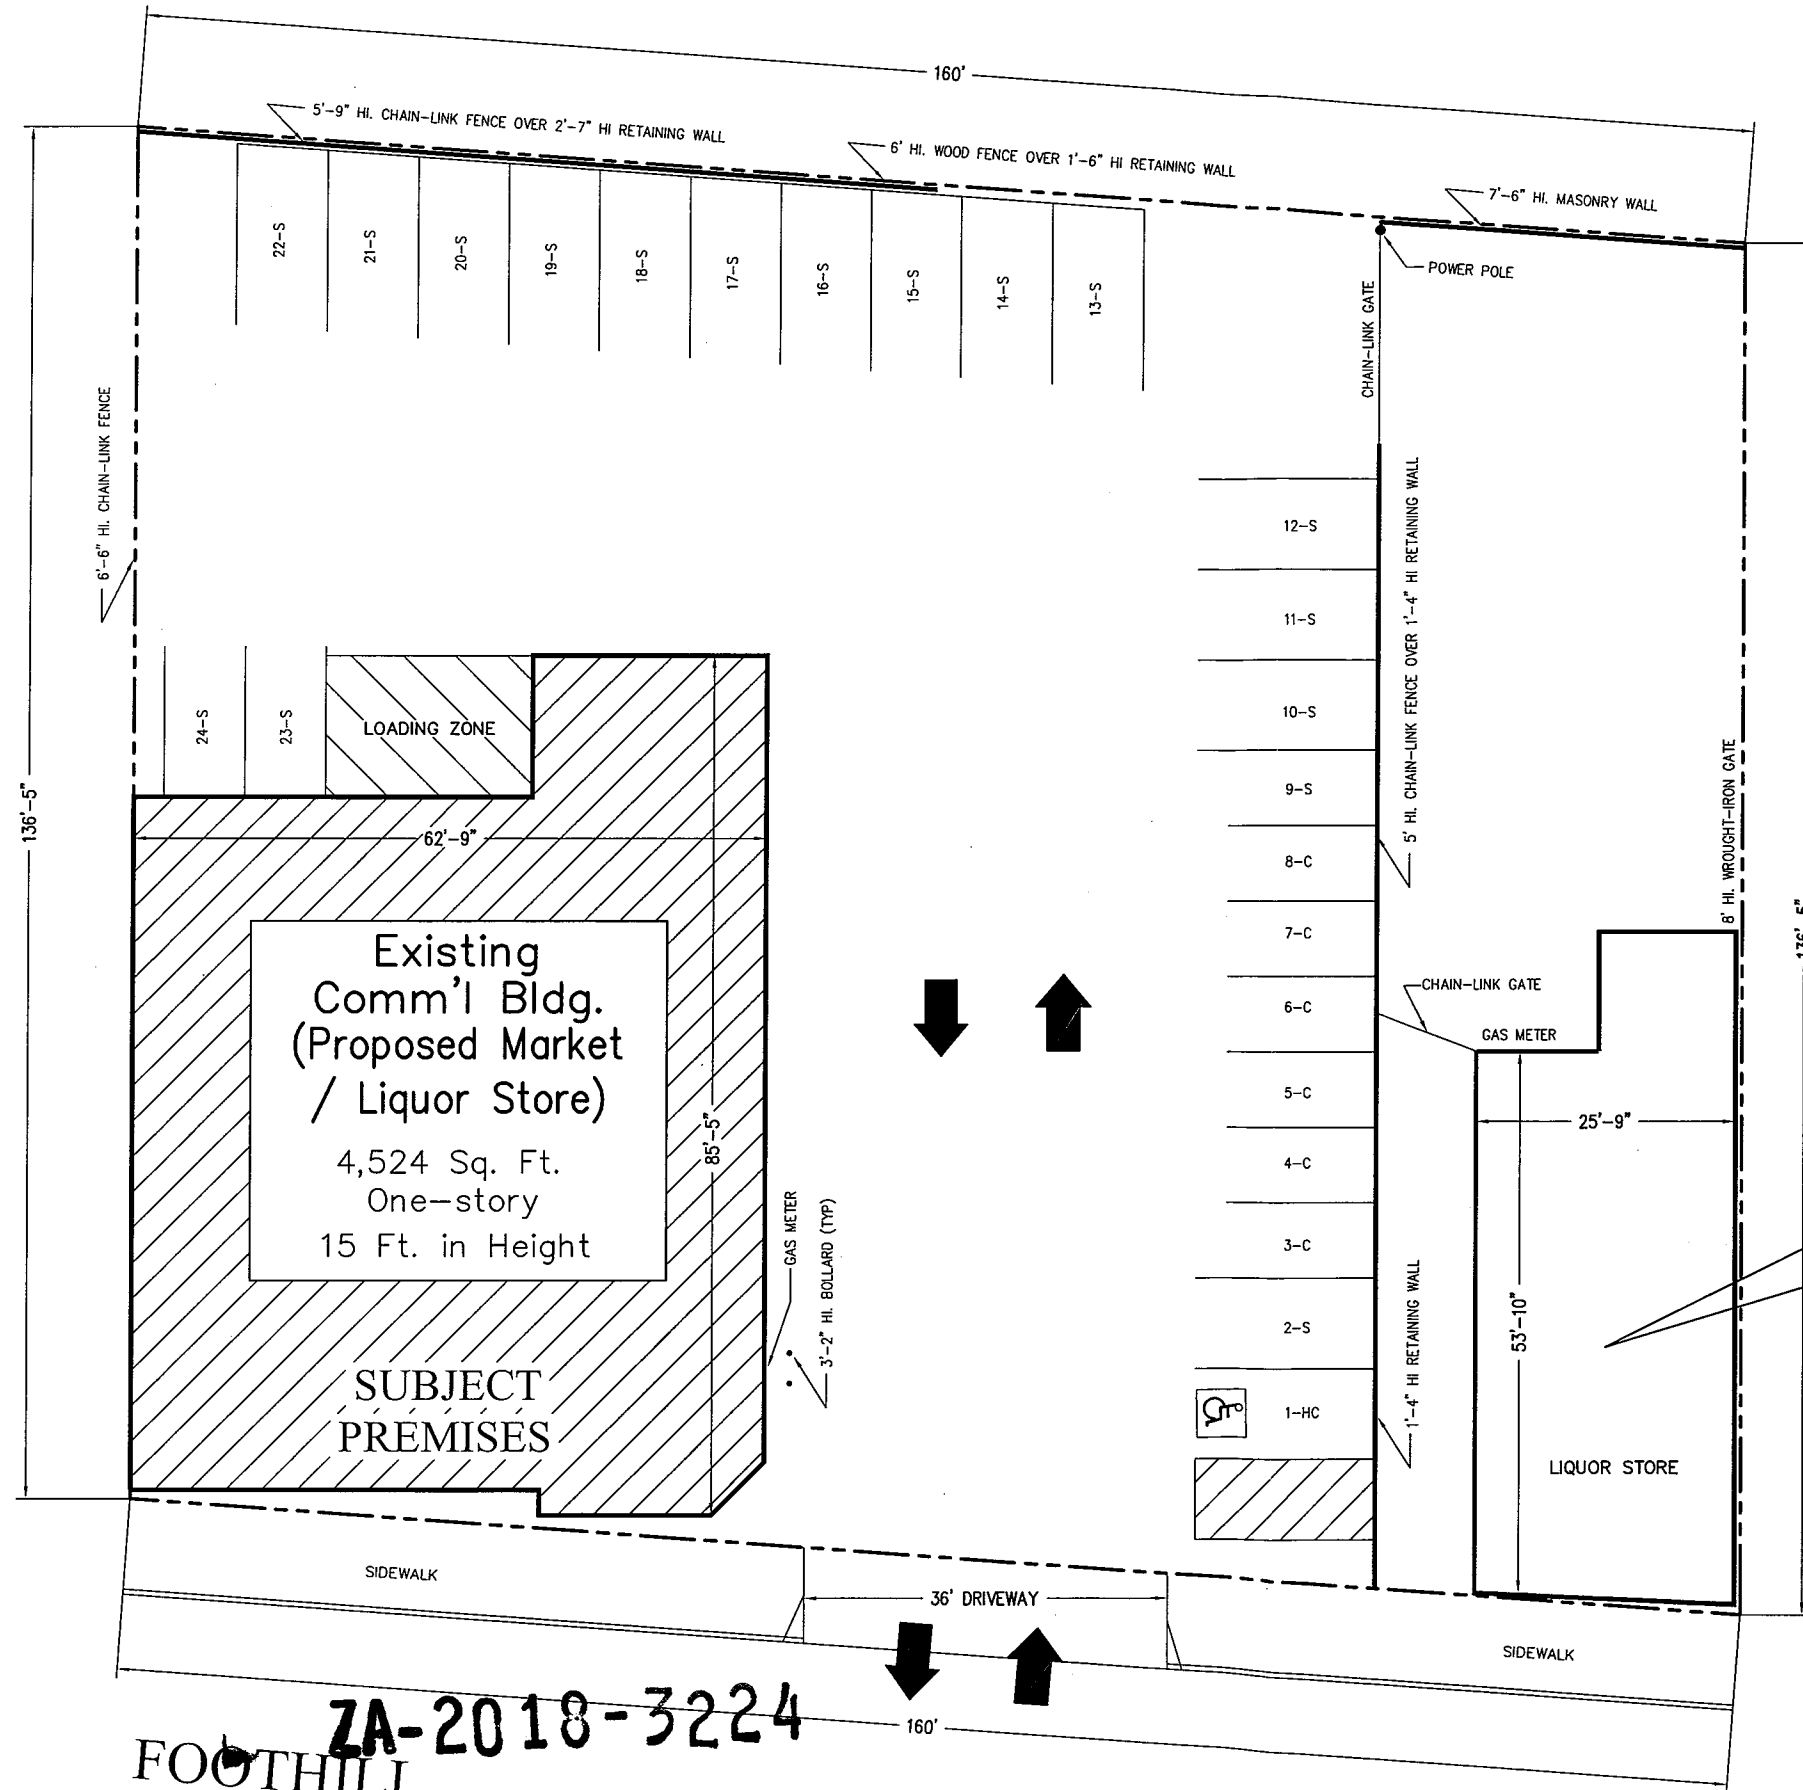 160'
5'-9" HI. CHAIN-LINK FENCE OVER 2'-7" HI RETAINING WALL
6' HI. WOOD FENCE OVER 1'-6" HI RETAINING WALL
7'-6" HI. MASONRY WALL
POWER POLE
CHAIN-LINK GATE
22-S
21-S
20-S
19-S
18-S
17-S
16-S
15-S
14-S
13-S
6'-6" HI. CHAIN-LINK FENCE
136'-5"
12-S
11-S
10-S
9-S
8-C
7-C
6-C
5-C
4-C
3-C
2-S
1-HC
5' HI. CHAIN-LINK FENCE OVER 1'-4" HI RETAINING WALL
8' HI. WROUGHT-IRON GATE
136'-5"
24-S
23-S
LOADING ZONE
62'-9"
85'-5"
Existing
Comm'l Bldg.
(Proposed Market
/ Liquor Store)
4,524 Sq. Ft.
One-story
15 Ft. in Height
SUBJECT
PREMISES
GAS METER
3'-2" HI. BOLLARD (TYP)
CHAIN-LINK GATE
GAS METER
25'-9"
53'-10"
1'-4" HI RETAINING WALL
LIQUOR STORE
SIDEWALK
36' DRIVEWAY
SIDEWALK
160'
ZA-2018-3224
FOOTHILL